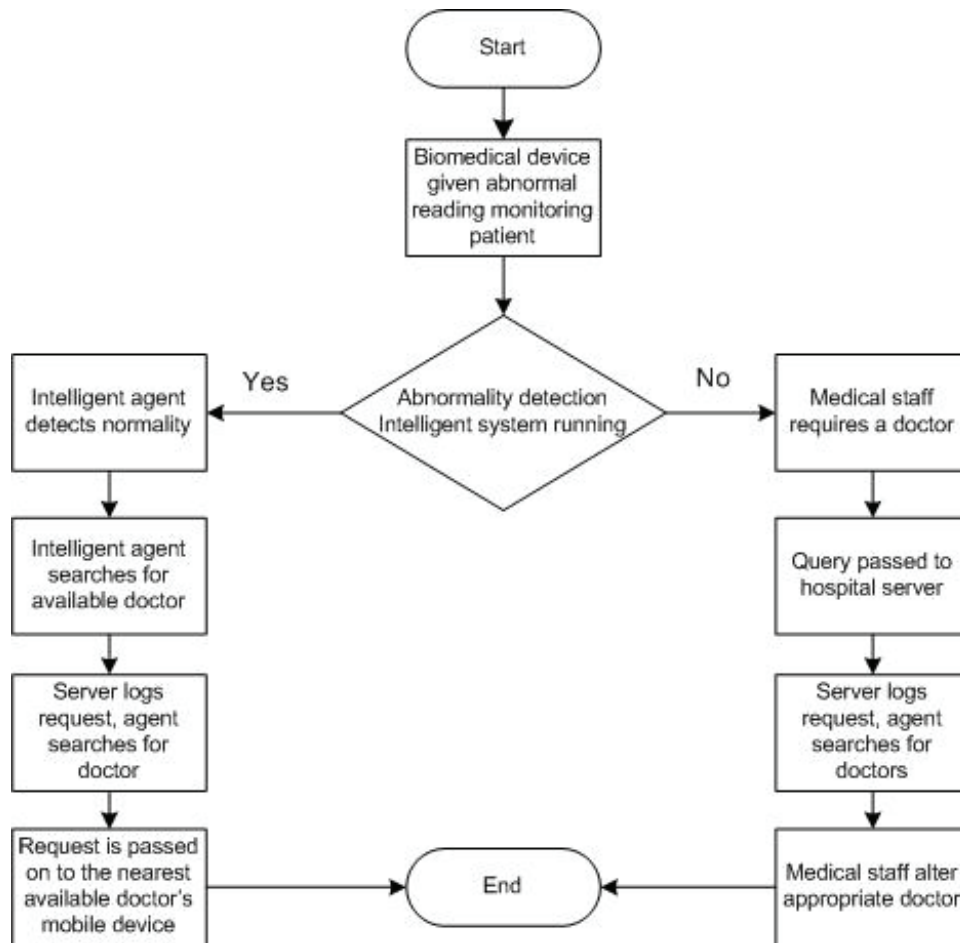 Start
Biomedical device
given abnormal
reading monitoring
patient
Abnormality detection
Intelligent system running
Yes
No
Intelligent agent
detects normality
Intelligent agent
searches for
available doctor
Server logs
request, agent
searches for
doctor
Request is passed
on to the nearest
available doctor's
mobile device
Medical staff
requires a doctor
Query passed to
hospital server
Server logs
request, agent
searches for
doctors
Medical staff alter
appropriate doctor
End